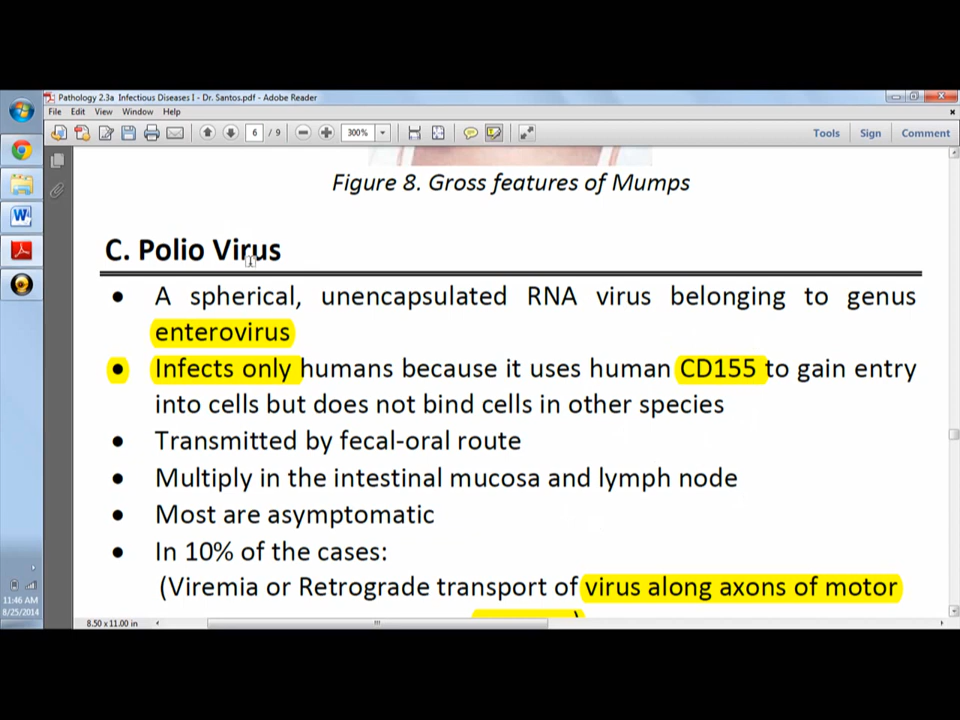 Pathology 2.3a Infectious Diseases I - Dr. Santos.pdf - Adobe Reader
File Edit View Window Help
6 / 9 300% Tools Sign Comment
Figure 8. Gross features of Mumps
C. Polio Virus
• A spherical, unencapsulated RNA virus belonging to genus
enterovirus
• Infects only humans because it uses human CD155 to gain entry
into cells but does not bind cells in other species
• Transmitted by fecal-oral route
• Multiply in the intestinal mucosa and lymph node
• Most are asymptomatic
• In 10% of the cases:
(Viremia or Retrograde transport of virus along axons of motor
8.50 x 11.00 in
11:46 AM
8/25/2014